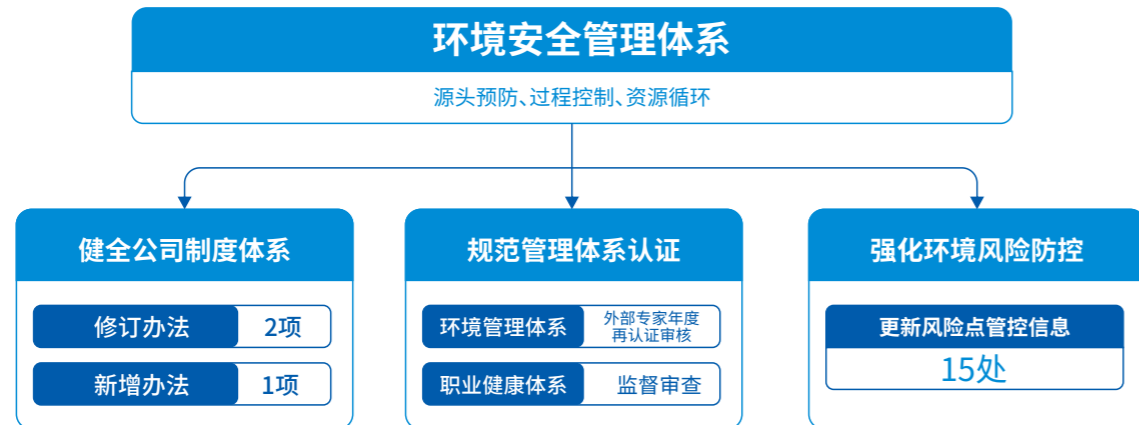 环境安全管理体系
源头预防、过程控制、资源循环
健全公司制度体系
修订办法 2项
新增办法 1项
规范管理体系认证
环境管理体系 外部专家年度
再认证审核
职业健康体系 监督审查
强化环境风险防控
更新风险点管控信息
15处